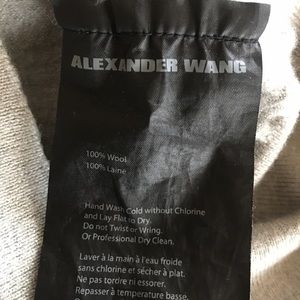 ALEXANDER WANG
100% Wool
100% Laine
Hand Wash Cold without Chlorine
and Lay Flat to Dry.
Do not Twist or Wring.
Or Professional Dry Clean.
Laver à la main à l'eau froide
sans chlorine et sécher à plat.
Ne pas tordre ni essorer.
Repasser à température basse.